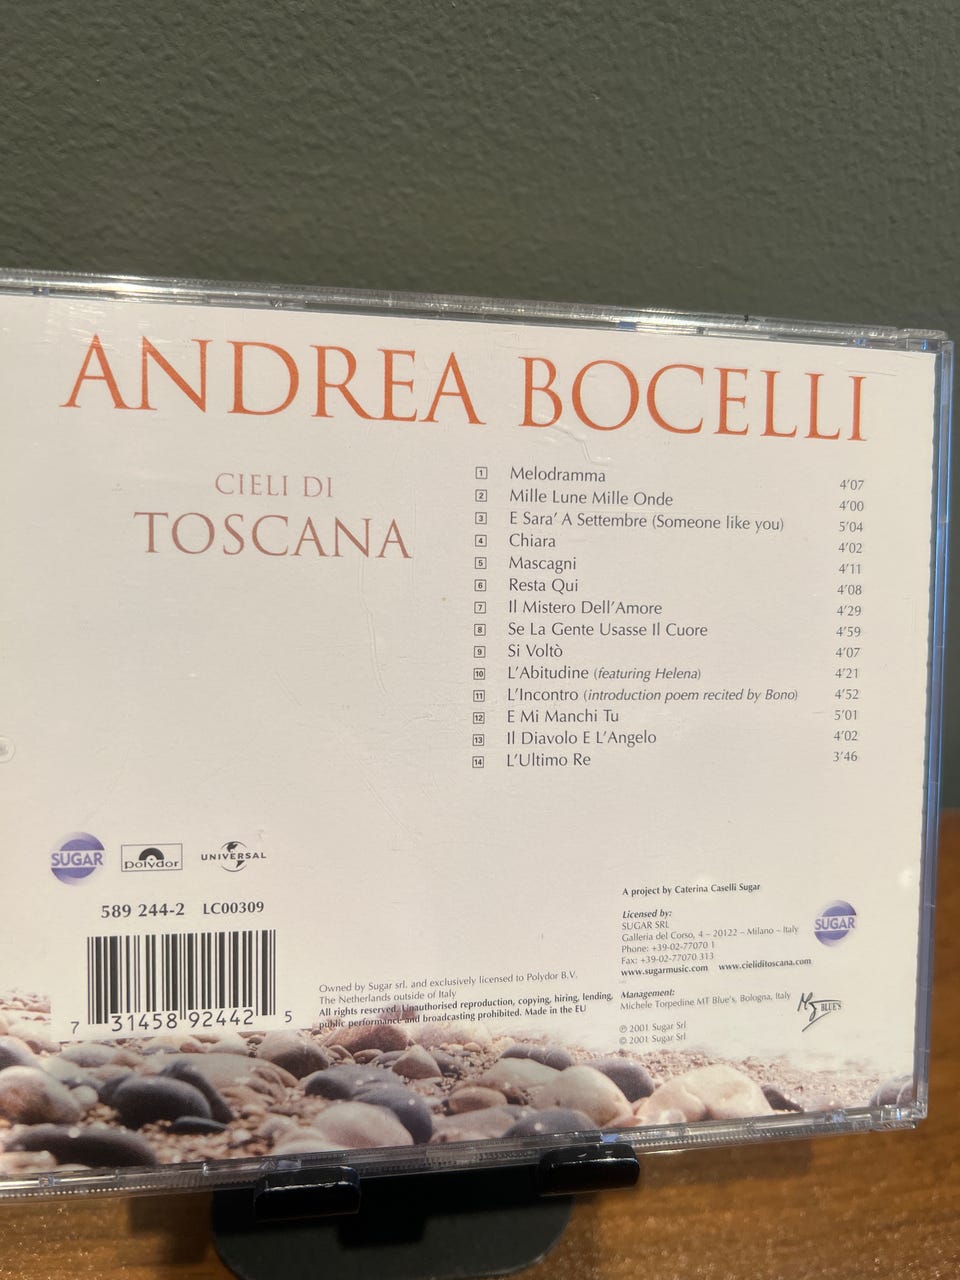 ANDREA BOCELLI
CIELI DI
TOSCANA
1 Melodramma 4'07
2 Mille Lune Mille Onde 4'00
3 E Sara' A Settembre (Someone like you) 5'04
4 Chiara 4'02
5 Mascagni 4'11
6 Resta Qui 4'08
7 Il Mistero Dell'Amore 4'29
8 Se La Gente Usasse Il Cuore 4'59
9 Si Voltò 4'07
10 L'Abitudine (featuring Helena) 4'21
11 L'Incontro (introduction poem recited by Bono) 4'52
12 E Mi Manchi Tu 5'01
13 Il Diavolo E L'Angelo 4'02
14 L'Ultimo Re 3'46
SUGAR polydor UNIVERSAL
589 244-2 LC00309
7 31458 92442 5
Owned by Sugar srl. and exclusively licensed to Polydor B.V.
The Netherlands outside of Italy
All rights reserved. Unauthorised reproduction, copying, hiring, lending,
public performance and broadcasting prohibited. Made in the EU
A project by Caterina Caselli Sugar
Licensed by:
SUGAR SRL
Galleria del Corso, 4 – 20122 – Milano – Italy
Phone: +39-02-77070 1
Fax: +39-02-77070 313
www.sugarmusic.com www.cieliditoscana.com
SUGAR
Management:
Michele Torpedine MT Blue's, Bologna, Italy
BLUE'S
℗ 2001 Sugar Srl
© 2001 Sugar Srl